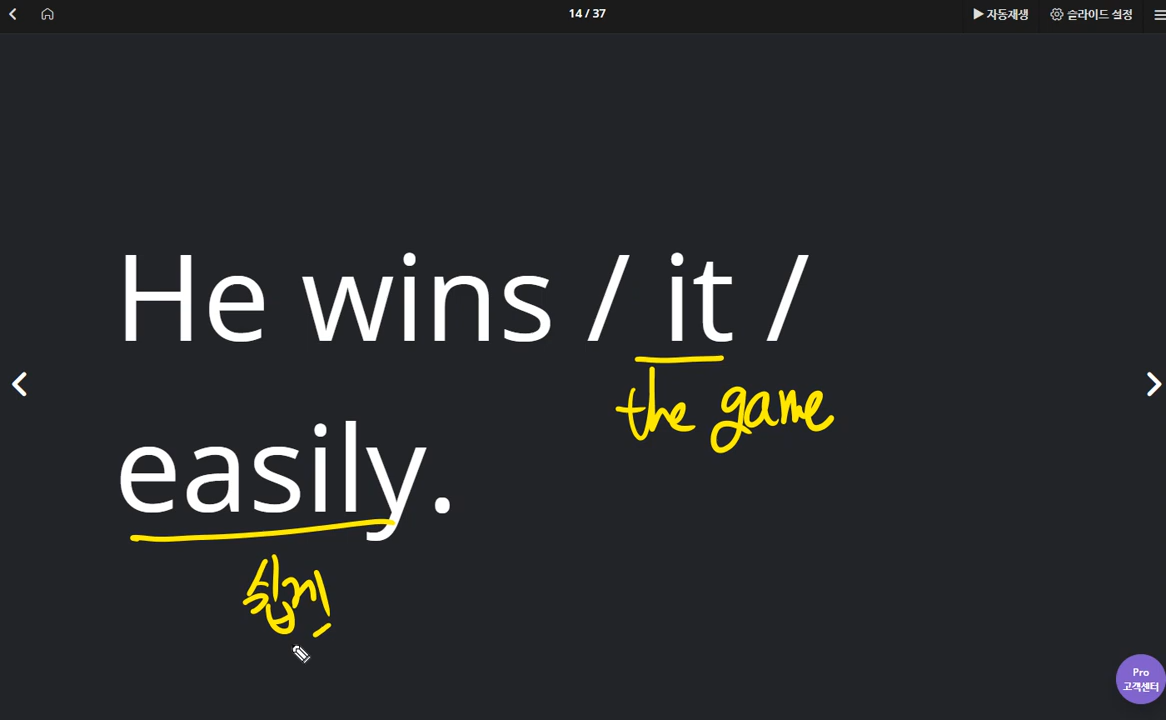 14 / 37
▶ 자동재생
슬라이드 설정
He wins / it /
the game
easily.
쉽게!
Pro
고객센터